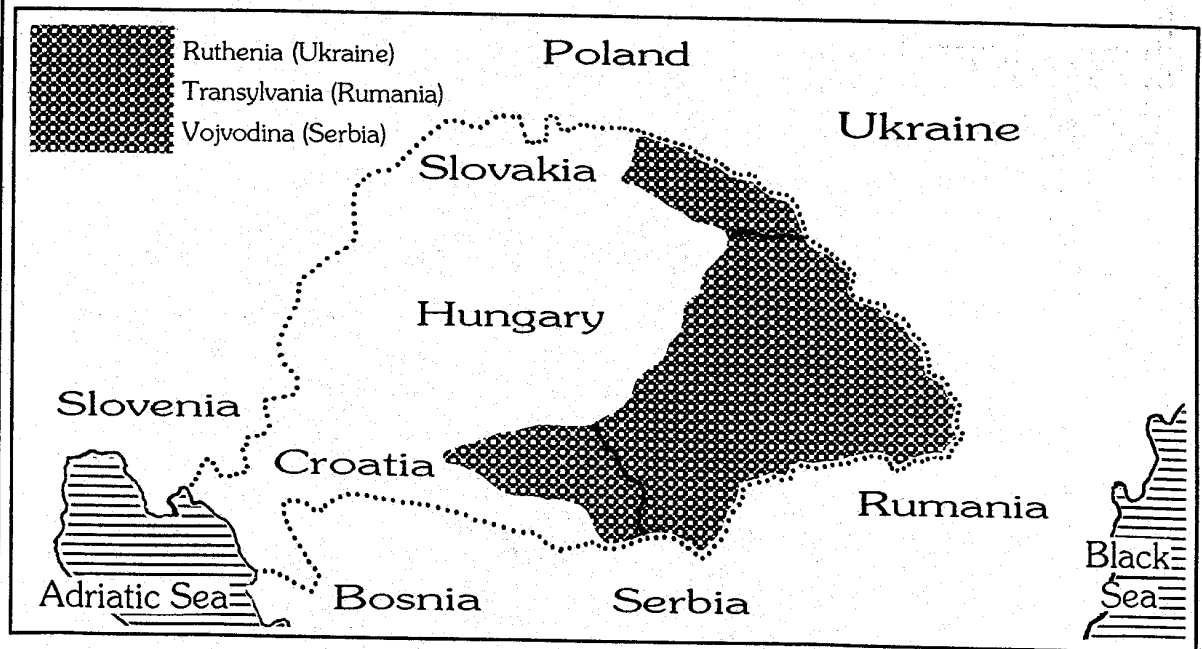 Ruthenia (Ukraine)
Transylvania (Rumania)
Vojvodina (Serbia)
Poland
Ukraine
Slovakia
Hungary
Slovenia
Croatia
Rumania
Black
Sea
Adriatic Sea
Bosnia
Serbia